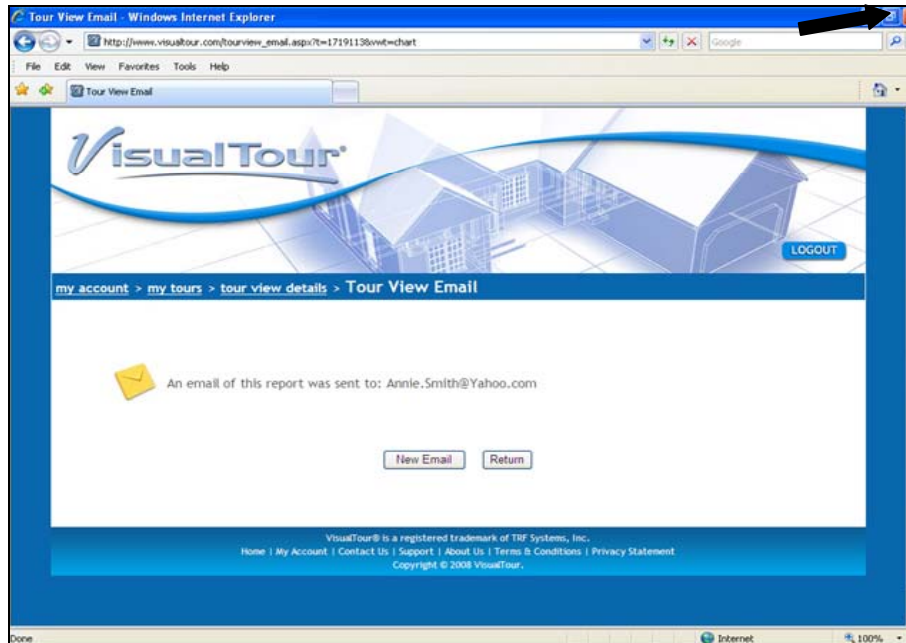 Tour View Email - Windows Internet Explorer
http://www.visualtour.com/tourview_email.aspx?t=1719113&vwt=chart
Google
File Edit View Favorites Tools Help
Tour View Email
VisualTour®
LOGOUT
my account > my tours > tour view details > Tour View Email
An email of this report was sent to: Annie.Smith@Yahoo.com
New Email Return
VisualTour® is a registered trademark of TRF Systems, Inc.
Home | My Account | Contact Us | Support | About Us | Terms & Conditions | Privacy Statement
Copyright © 2008 VisualTour.
Done Internet 100%